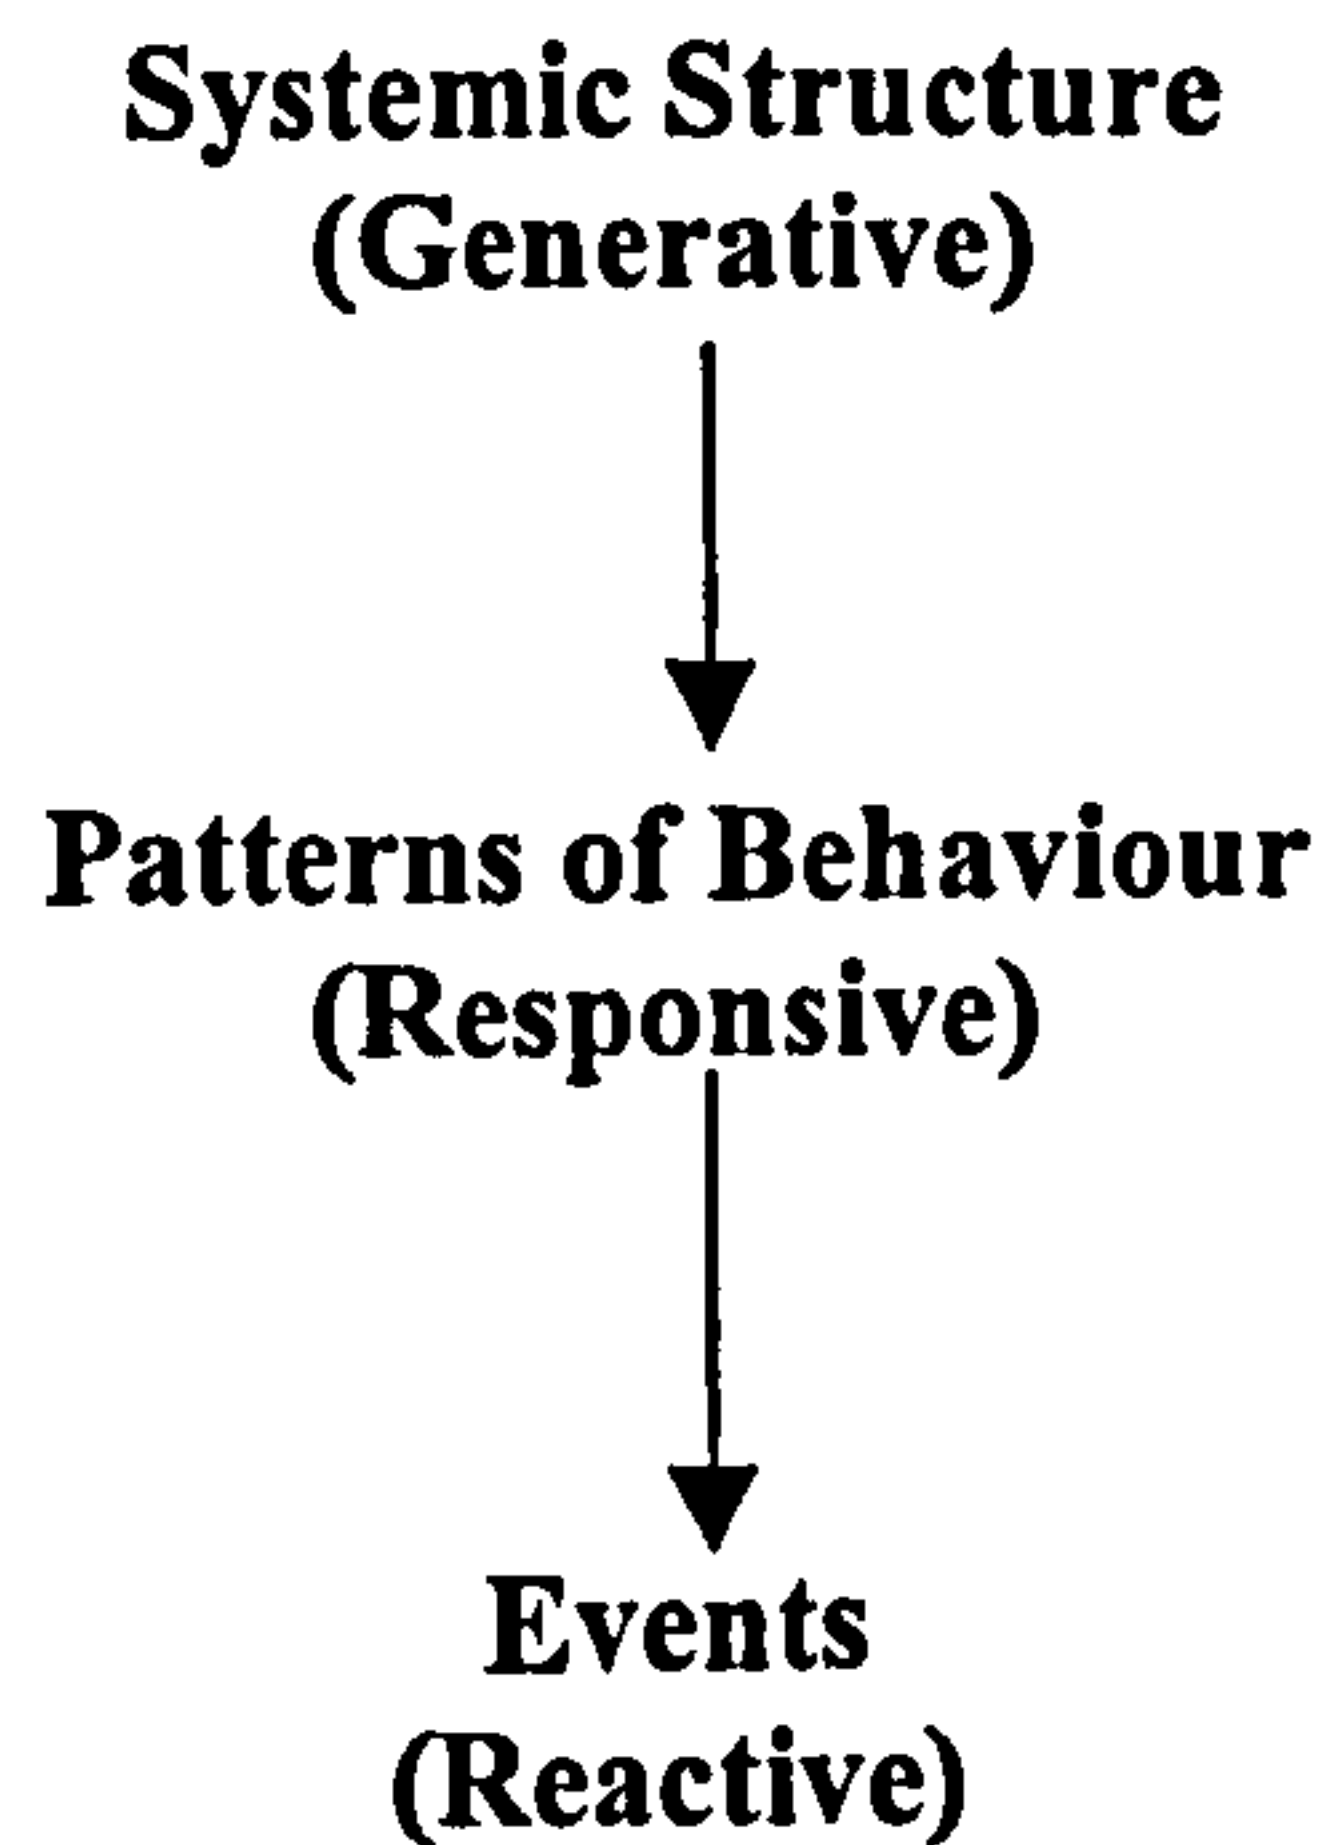 Systemic Structure
(Generative)
Patterns of Behaviour
(Responsive)
Events
(Reactive)